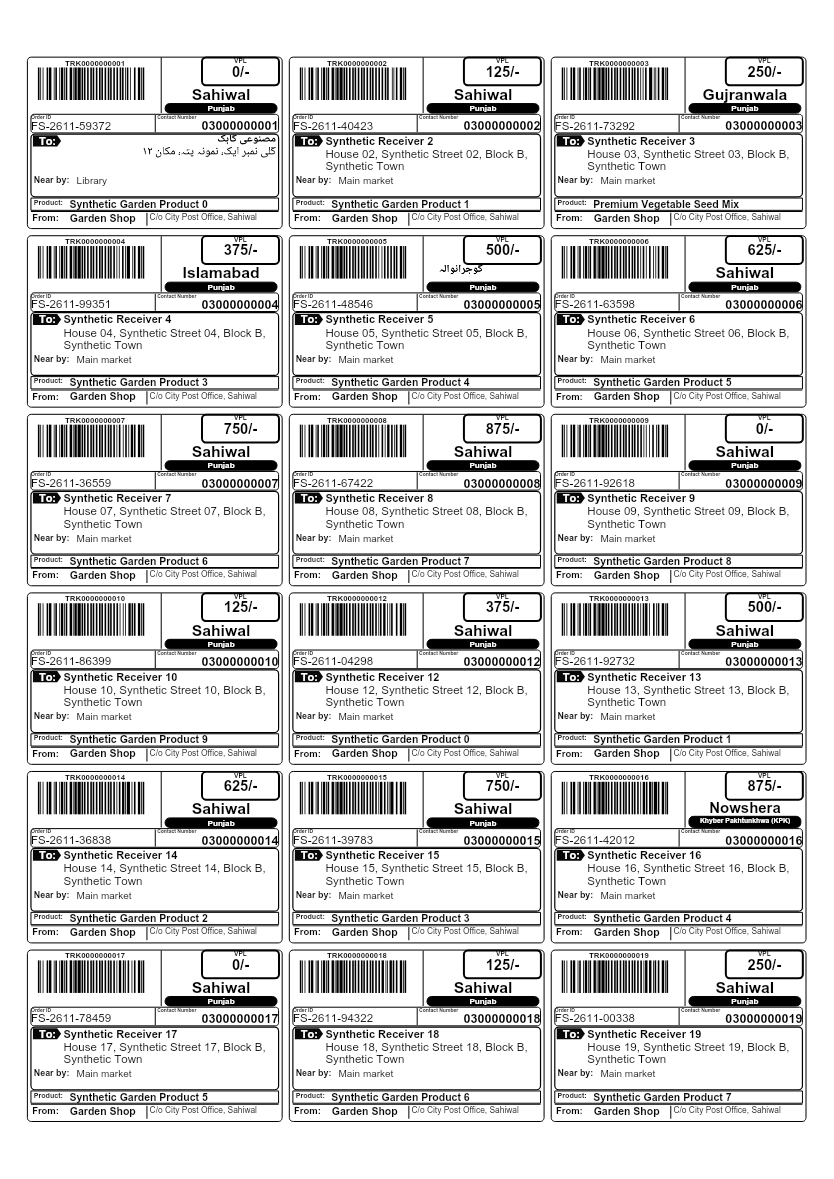 TRK0000000001
VPL
0/-
Sahiwal
Punjab
Order ID
Contact Number
FS-2611-59372
03000000001
To:
مصنوعی گاہک
گلی نمبر ایک، نمونہ پتہ، مکان ۱۲
Near by: Library
Product: Synthetic Garden Product 0
From: Garden Shop C/o City Post Office, Sahiwal
TRK0000000002
VPL
125/-
Sahiwal
Punjab
Order ID
Contact Number
FS-2611-40423
03000000002
To: Synthetic Receiver 2
House 02, Synthetic Street 02, Block B,
Synthetic Town
Near by: Main market
Product: Synthetic Garden Product 1
From: Garden Shop C/o City Post Office, Sahiwal
TRK0000000003
VPL
250/-
Gujranwala
Punjab
Order ID
Contact Number
FS-2611-73292
03000000003
To: Synthetic Receiver 3
House 03, Synthetic Street 03, Block B,
Synthetic Town
Near by: Main market
Product: Premium Vegetable Seed Mix
From: Garden Shop C/o City Post Office, Sahiwal
TRK0000000004
VPL
375/-
Islamabad
Punjab
Order ID
Contact Number
FS-2611-99351
03000000004
To: Synthetic Receiver 4
House 04, Synthetic Street 04, Block B,
Synthetic Town
Near by: Main market
Product: Synthetic Garden Product 3
From: Garden Shop C/o City Post Office, Sahiwal
TRK0000000005
VPL
500/-
گوجرانوالہ
Punjab
Order ID
Contact Number
FS-2611-48546
03000000005
To: Synthetic Receiver 5
House 05, Synthetic Street 05, Block B,
Synthetic Town
Near by: Main market
Product: Synthetic Garden Product 4
From: Garden Shop C/o City Post Office, Sahiwal
TRK0000000006
VPL
625/-
Sahiwal
Punjab
Order ID
Contact Number
FS-2611-63598
03000000006
To: Synthetic Receiver 6
House 06, Synthetic Street 06, Block B,
Synthetic Town
Near by: Main market
Product: Synthetic Garden Product 5
From: Garden Shop C/o City Post Office, Sahiwal
TRK0000000007
VPL
750/-
Sahiwal
Punjab
Order ID
Contact Number
FS-2611-36559
03000000007
To: Synthetic Receiver 7
House 07, Synthetic Street 07, Block B,
Synthetic Town
Near by: Main market
Product: Synthetic Garden Product 6
From: Garden Shop C/o City Post Office, Sahiwal
TRK0000000008
VPL
875/-
Sahiwal
Punjab
Order ID
Contact Number
FS-2611-67422
03000000008
To: Synthetic Receiver 8
House 08, Synthetic Street 08, Block B,
Synthetic Town
Near by: Main market
Product: Synthetic Garden Product 7
From: Garden Shop C/o City Post Office, Sahiwal
TRK0000000009
VPL
0/-
Sahiwal
Punjab
Order ID
Contact Number
FS-2611-92618
03000000009
To: Synthetic Receiver 9
House 09, Synthetic Street 09, Block B,
Synthetic Town
Near by: Main market
Product: Synthetic Garden Product 8
From: Garden Shop C/o City Post Office, Sahiwal
TRK0000000010
VPL
125/-
Sahiwal
Punjab
Order ID
Contact Number
FS-2611-86399
03000000010
To: Synthetic Receiver 10
House 10, Synthetic Street 10, Block B,
Synthetic Town
Near by: Main market
Product: Synthetic Garden Product 9
From: Garden Shop C/o City Post Office, Sahiwal
TRK0000000012
VPL
375/-
Sahiwal
Punjab
Order ID
Contact Number
FS-2611-04298
03000000012
To: Synthetic Receiver 12
House 12, Synthetic Street 12, Block B,
Synthetic Town
Near by: Main market
Product: Synthetic Garden Product 0
From: Garden Shop C/o City Post Office, Sahiwal
TRK0000000013
VPL
500/-
Sahiwal
Punjab
Order ID
Contact Number
FS-2611-92732
03000000013
To: Synthetic Receiver 13
House 13, Synthetic Street 13, Block B,
Synthetic Town
Near by: Main market
Product: Synthetic Garden Product 1
From: Garden Shop C/o City Post Office, Sahiwal
TRK0000000014
VPL
625/-
Sahiwal
Punjab
Order ID
Contact Number
FS-2611-36838
03000000014
To: Synthetic Receiver 14
House 14, Synthetic Street 14, Block B,
Synthetic Town
Near by: Main market
Product: Synthetic Garden Product 2
From: Garden Shop C/o City Post Office, Sahiwal
TRK0000000015
VPL
750/-
Sahiwal
Punjab
Order ID
Contact Number
FS-2611-39783
03000000015
To: Synthetic Receiver 15
House 15, Synthetic Street 15, Block B,
Synthetic Town
Near by: Main market
Product: Synthetic Garden Product 3
From: Garden Shop C/o City Post Office, Sahiwal
TRK0000000016
VPL
875/-
Nowshera
Khyber Pakhtunkhwa (KPK)
Order ID
Contact Number
FS-2611-42012
03000000016
To: Synthetic Receiver 16
House 16, Synthetic Street 16, Block B,
Synthetic Town
Near by: Main market
Product: Synthetic Garden Product 4
From: Garden Shop C/o City Post Office, Sahiwal
TRK0000000017
VPL
0/-
Sahiwal
Punjab
Order ID
Contact Number
FS-2611-78459
03000000017
To: Synthetic Receiver 17
House 17, Synthetic Street 17, Block B,
Synthetic Town
Near by: Main market
Product: Synthetic Garden Product 5
From: Garden Shop C/o City Post Office, Sahiwal
TRK0000000018
VPL
125/-
Sahiwal
Punjab
Order ID
Contact Number
FS-2611-94322
03000000018
To: Synthetic Receiver 18
House 18, Synthetic Street 18, Block B,
Synthetic Town
Near by: Main market
Product: Synthetic Garden Product 6
From: Garden Shop C/o City Post Office, Sahiwal
TRK0000000019
VPL
250/-
Sahiwal
Punjab
Order ID
Contact Number
FS-2611-00338
03000000019
To: Synthetic Receiver 19
House 19, Synthetic Street 19, Block B,
Synthetic Town
Near by: Main market
Product: Synthetic Garden Product 7
From: Garden Shop C/o City Post Office, Sahiwal